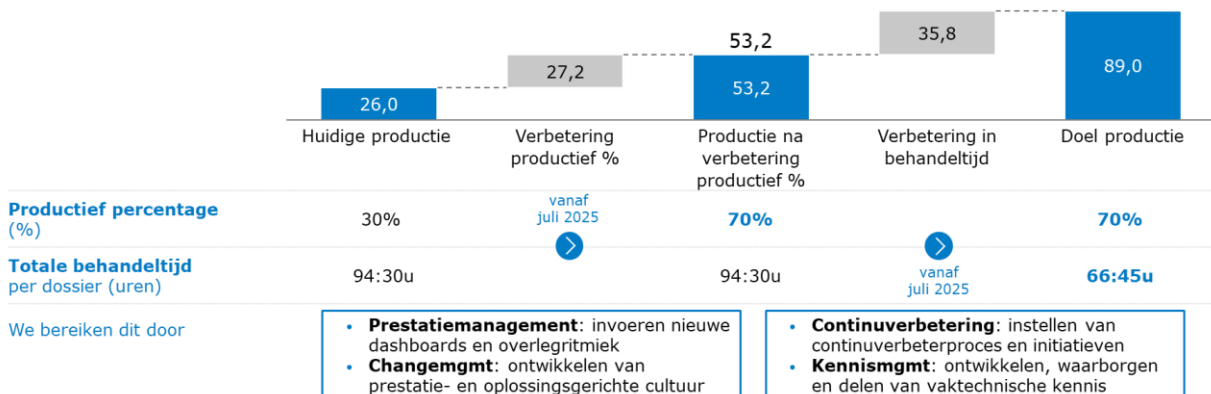 53,2
35,8
27,2
89,0
26,0
53,2
Huidige productie
Verbetering
productief %
Productie na
verbetering
productief %
Verbetering in
behandeltijd
Doel productie
Productief percentage
(%)
30%
vanaf
juli 2025
70%
70%
Totale behandeltijd
per dossier (uren)
94:30u
94:30u
vanaf
juli 2025
66:45u
We bereiken dit door
• Prestatiemanagement: invoeren nieuwe
dashboards en overlegritmiek
• Changemgmt: ontwikkelen van
prestatie- en oplossingsgerichte cultuur
• Continuverbetering: instellen van
continuverbeterproces en initiatieven
• Kennismgmt: ontwikkelen, waarborgen
en delen van vaktechnische kennis